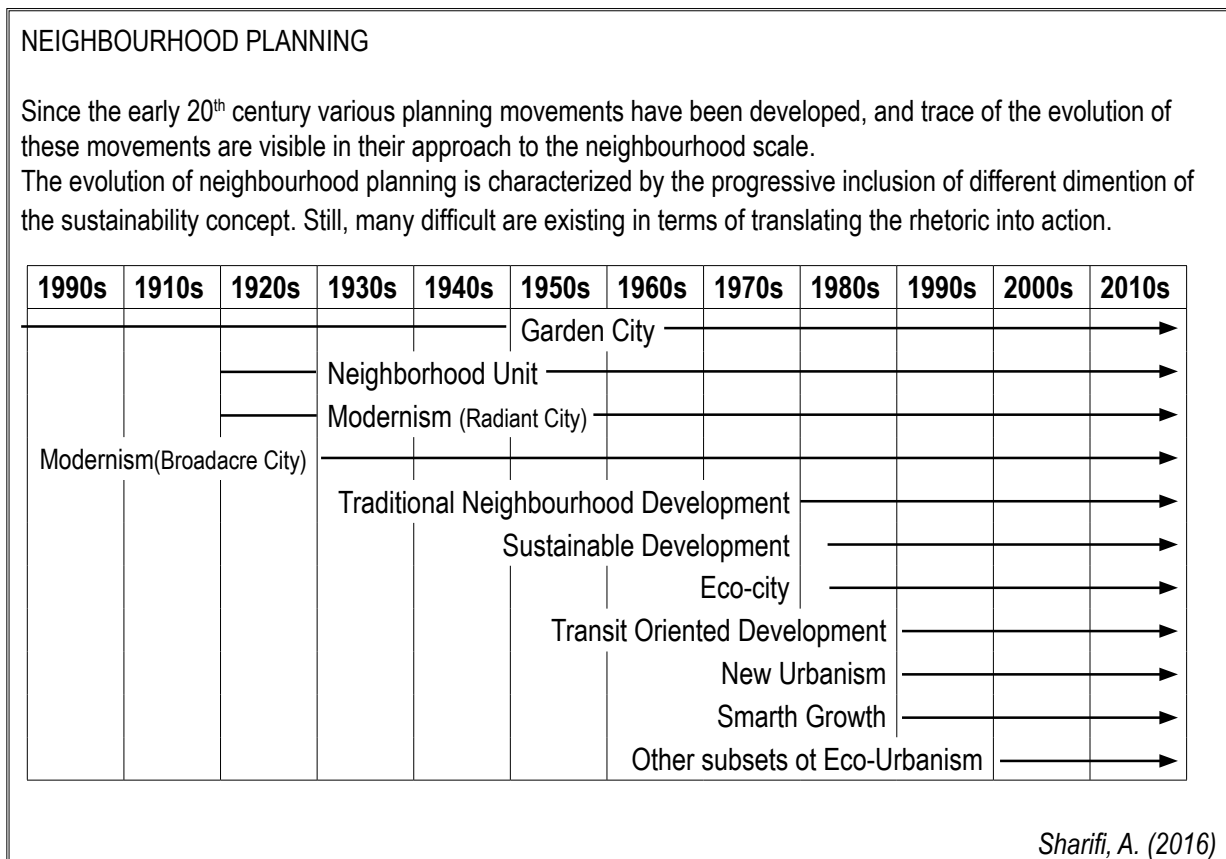 NEIGHBOURHOOD PLANNING
Since the early 20th century various planning movements have been developed, and trace of the evolution of
these movements are visible in their approach to the neighbourhood scale.
The evolution of neighbourhood planning is characterized by the progressive inclusion of different dimention of
the sustainability concept. Still, many difficult are existing in terms of translating the rhetoric into action.
1990s 1910s 1920s 1930s 1940s 1950s 1960s 1970s 1980s 1990s 2000s 2010s
Garden City
Neighborhood Unit
Modernism (Radiant City)
Modernism(Broadacre City)
Traditional Neighbourhood Development
Sustainable Development
Eco-city
Transit Oriented Development
New Urbanism
Smarth Growth
Other subsets ot Eco-Urbanism
Sharifi, A. (2016)